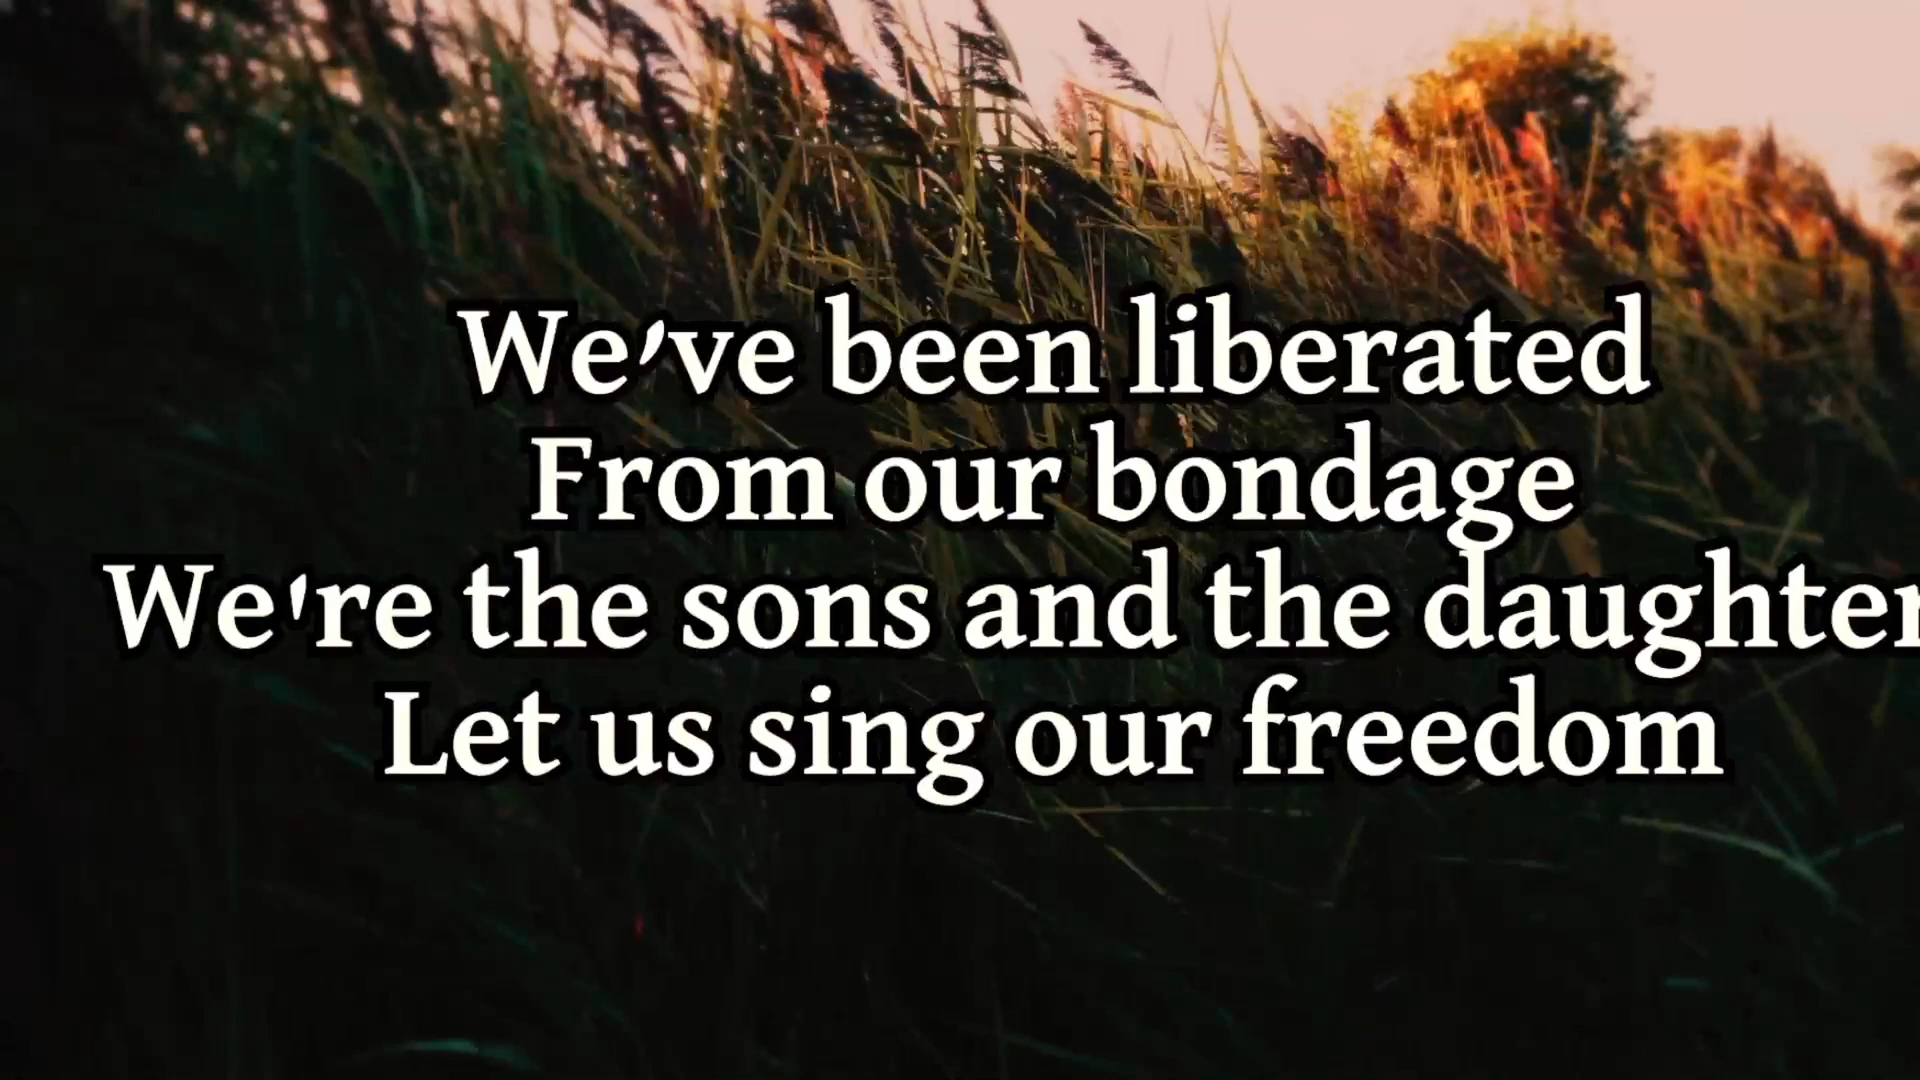 We've been liberated
From our bondage
We're the sons and the daughter
Let us sing our freedom